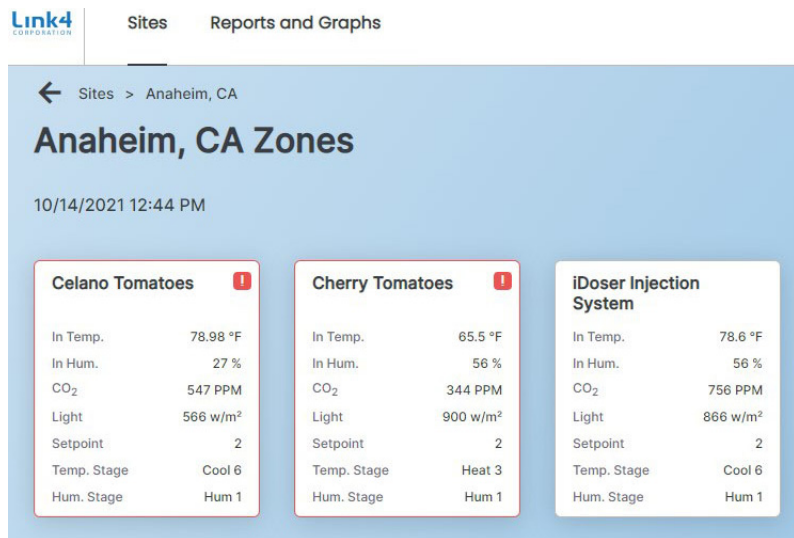 Link4 Sites Reports and Graphs
CORPORATION
Sites > Anaheim, CA
Anaheim, CA Zones
10/14/2021 12:44 PM
Celano Tomatoes !
In Temp. 78.98 °F
In Hum. 27 %
CO₂ 547 PPM
Light 566 w/m²
Setpoint 2
Temp. Stage Cool 6
Hum. Stage Hum 1
Cherry Tomatoes !
In Temp. 65.5 °F
In Hum. 56 %
CO₂ 344 PPM
Light 900 w/m²
Setpoint 2
Temp. Stage Heat 3
Hum. Stage Hum 1
iDoser Injection
System
In Temp. 78.6 °F
In Hum. 56 %
CO₂ 756 PPM
Light 866 w/m²
Setpoint 2
Temp. Stage Cool 6
Hum. Stage Hum 1